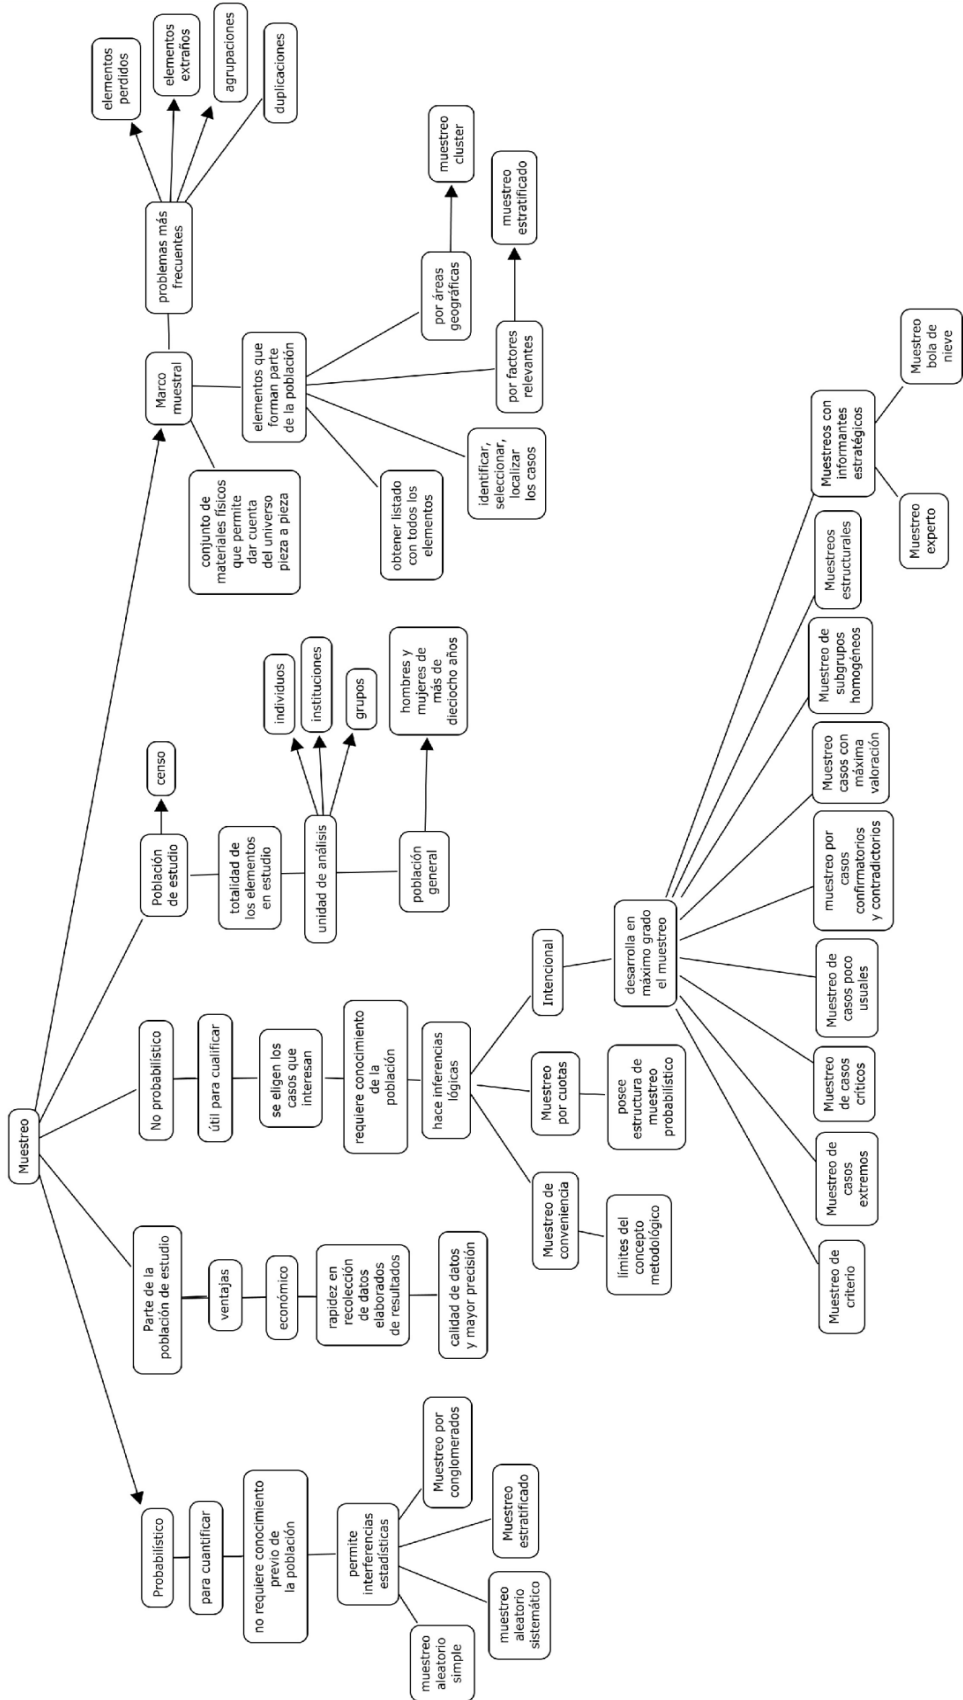 Muestreo
Probabilístico
para cuantificar
no requiere conocimiento
previo de
la población
permite
interferencias
estadísticas
muestreo
aleatorio
simple
muestreo
aleatorio
sistemático
Muestreo
estratificado
Muestreo por
conglomerados
Parte de la
población de estudio
ventajas
económico
rapidez en
recolección
de datos
elaborados
de resultados
calidad de datos
y mayor precisión
No probabilístico
útil para cualificar
se eligen los
casos que
interesan
requiere conocimiento
de la
población
hace inferencias
lógicas
Muestreo de
conveniencia
límites del
concepto
metodológico
Muestreo
por cuotas
posee
estructura de
muestreo
probabilístico
Intencional
desarrolla en
máximo grado
el muestreo
Muestreo de
criterio
Muestreo de
casos
extremos
Muestreo
de casos
críticos
Muestreo de
casos poco
usuales
muestreo por
casos
confirmatorios
y contradictorios
Muestreo
casos con
máxima
valoración
Muestreo de
subgrupos
homogéneos
Muestreos
estructurales
Muestreos con
informantes
estratégicos
Muestreo
experto
Muestreo
bola de
nieve
Población
de estudio
censo
totalidad de
los elementos
en estudio
unidad de análisis
individuos
instituciones
grupos
población
general
hombres y
mujeres de
más de
dieciocho años
Marco
muestral
conjunto de
materiales físicos
que permite
dar cuenta
del universo
pieza a pieza
elementos que
forman parte
de la población
obtener listado
con todos los
elementos
identificar,
seleccionar,
localizar
los casos
por factores
relevantes
muestreo
estratificado
por áreas
geográficas
muestreo
cluster
problemas más
frecuentes
elementos
perdidos
elementos
extraños
agrupaciones
duplicaciones